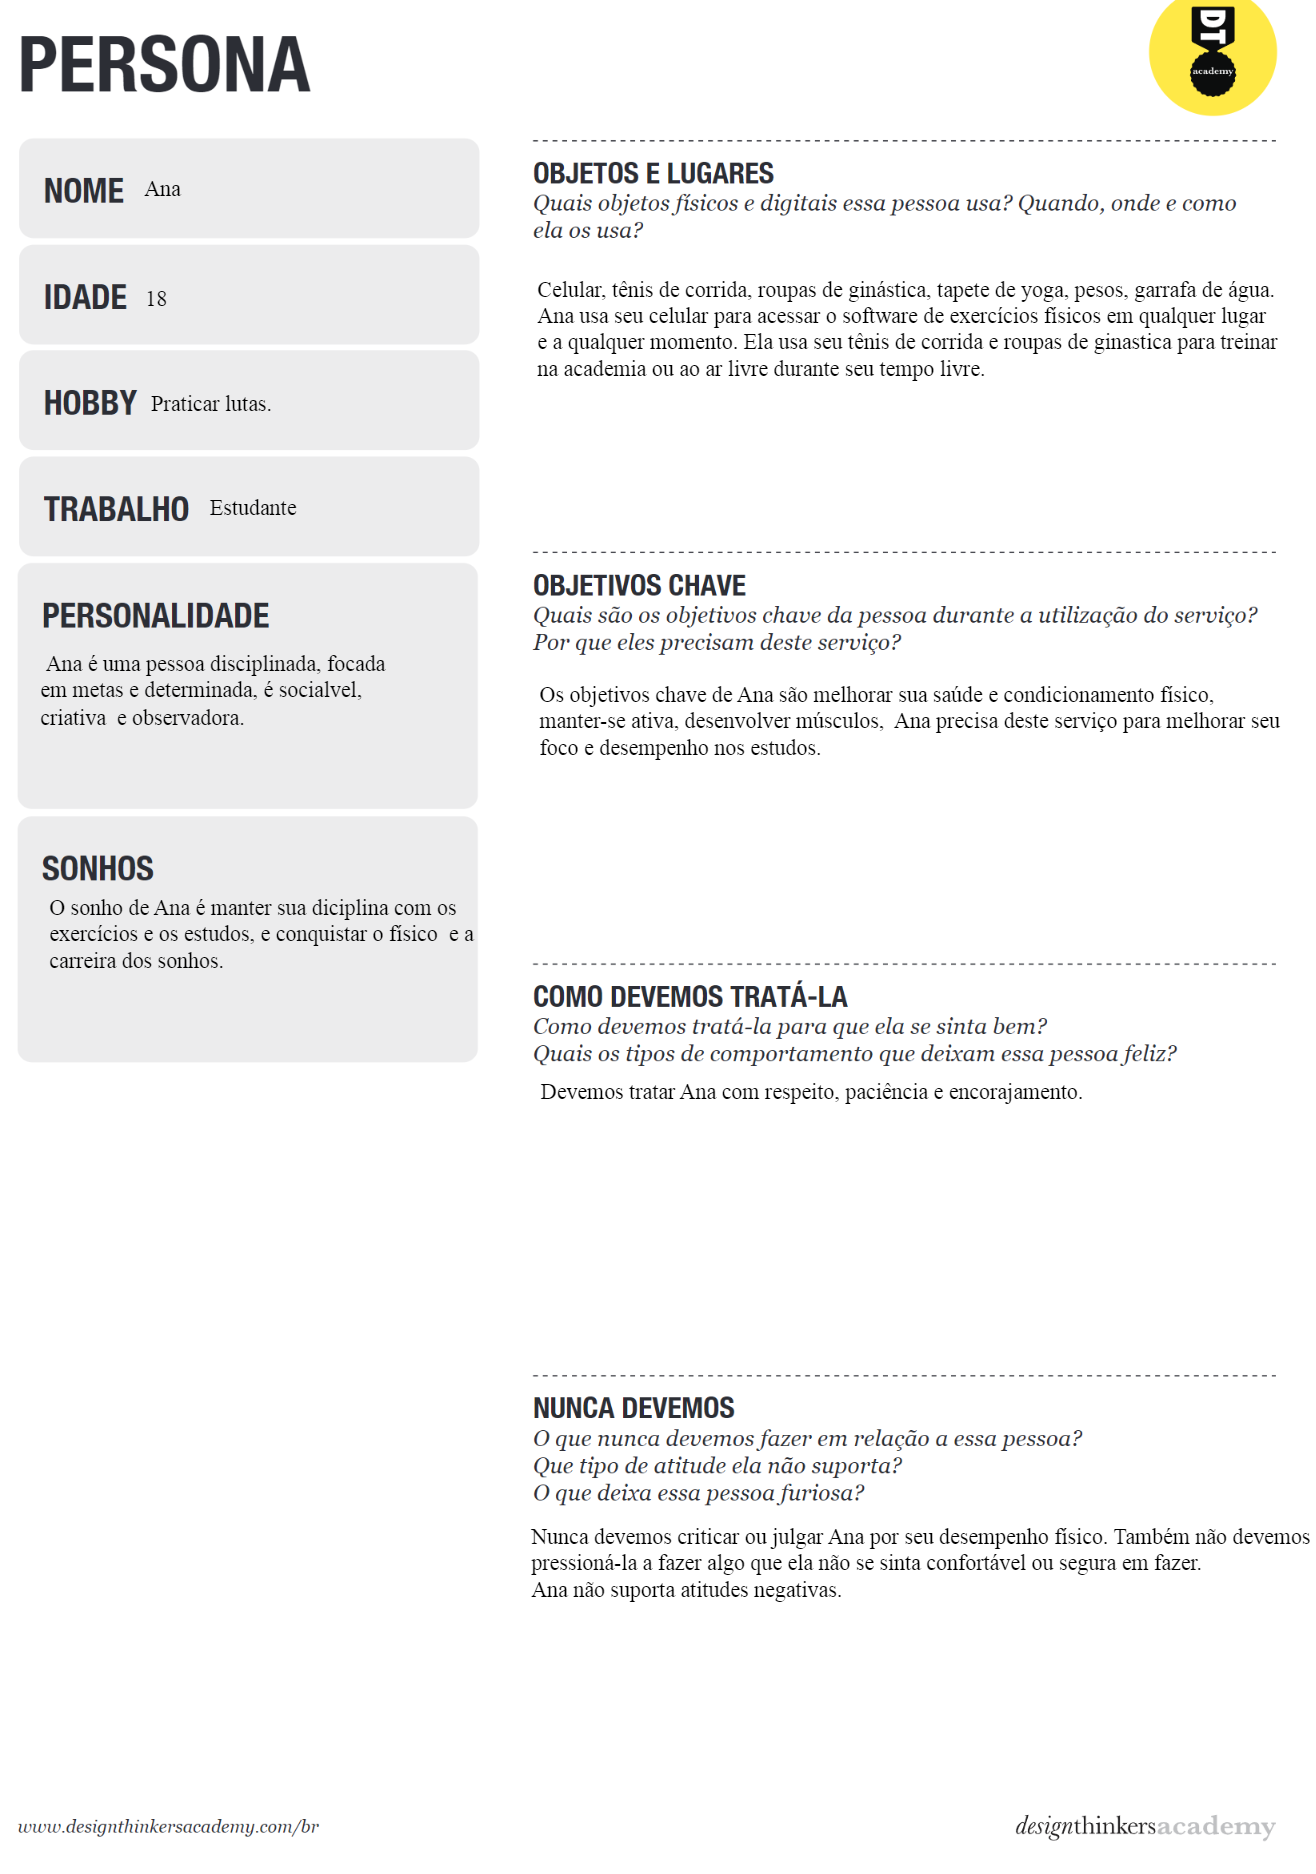 PERSONA
DT
academy
NOME Ana
IDADE 18
HOBBY Praticar lutas.
TRABALHO Estudante
PERSONALIDADE
Ana é uma pessoa disciplinada, focada
em metas e determinada, é socialvel,
criativa  e observadora.
SONHOS
O sonho de Ana é manter sua diciplina com os
exercícios e os estudos, e conquistar o físico  e a
carreira dos sonhos.
OBJETOS E LUGARES
Quais objetos físicos e digitais essa pessoa usa? Quando, onde e como
ela os usa?
Celular, tênis de corrida, roupas de ginástica, tapete de yoga, pesos, garrafa de água.
Ana usa seu celular para acessar o software de exercícios físicos em qualquer lugar
e a qualquer momento. Ela usa seu tênis de corrida e roupas de ginastica para treinar
na academia ou ao ar livre durante seu tempo livre.
OBJETIVOS CHAVE
Quais são os objetivos chave da pessoa durante a utilização do serviço?
Por que eles precisam deste serviço?
Os objetivos chave de Ana são melhorar sua saúde e condicionamento físico,
manter-se ativa, desenvolver músculos,  Ana precisa deste serviço para melhorar seu
foco e desempenho nos estudos.
COMO DEVEMOS TRATÁ-LA
Como devemos tratá-la para que ela se sinta bem?
Quais os tipos de comportamento que deixam essa pessoa feliz?
Devemos tratar Ana com respeito, paciência e encorajamento.
NUNCA DEVEMOS
O que nunca devemos fazer em relação a essa pessoa?
Que tipo de atitude ela não suporta?
O que deixa essa pessoa furiosa?
Nunca devemos criticar ou julgar Ana por seu desempenho físico. Também não devemos
pressioná-la a fazer algo que ela não se sinta confortável ou segura em fazer.
Ana não suporta atitudes negativas.
www.designthinkersacademy.com/br
designthinkersacademy